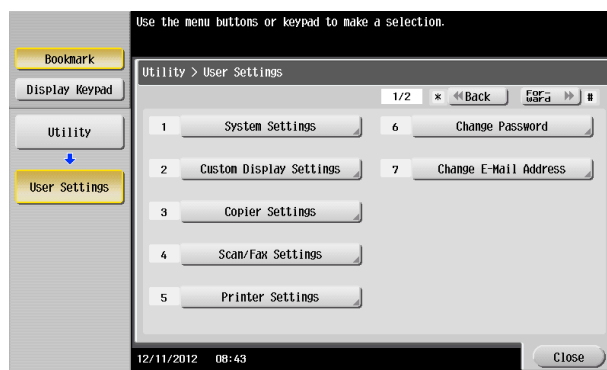 Use the menu buttons or keypad to make a selection.
Bookmark
Display Keypad
Utility
User Settings
Utility > User Settings
1/2 * Back For-ward #
1 System Settings
2 Custom Display Settings
3 Copier Settings
4 Scan/Fax Settings
5 Printer Settings
6 Change Password
7 Change E-Mail Address
12/11/2012 08:43
Close